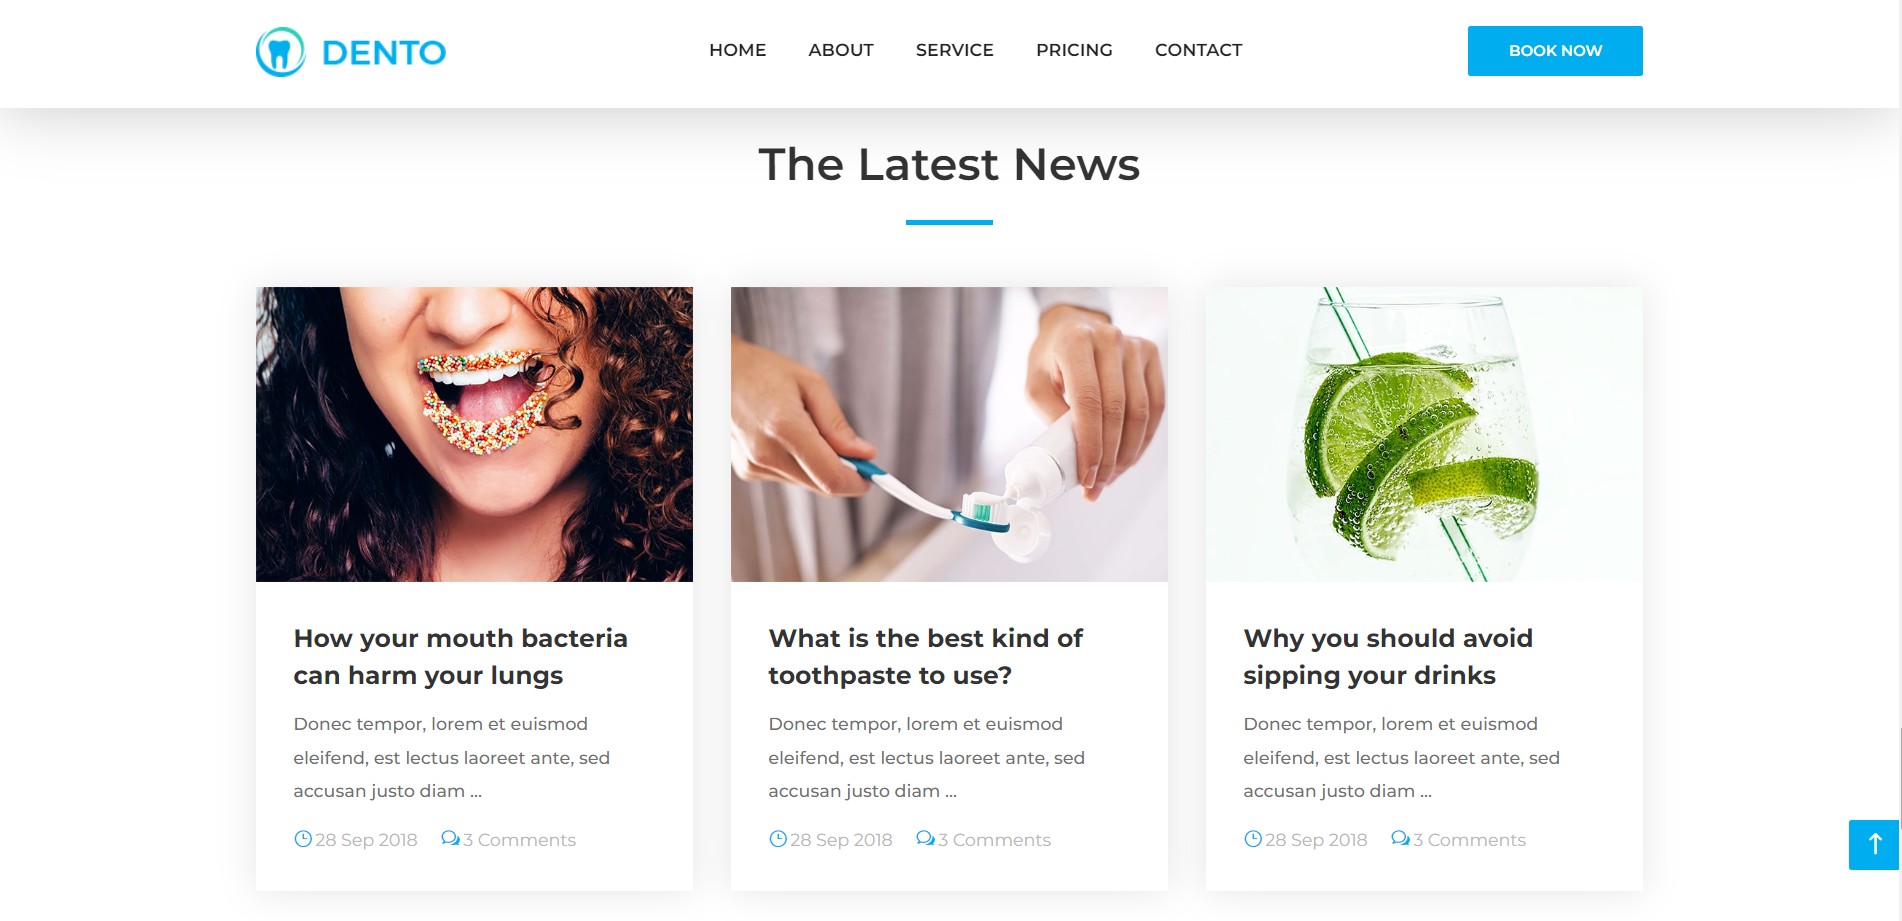 DENTO
HOME ABOUT SERVICE PRICING CONTACT
BOOK NOW
The Latest News
How your mouth bacteria
can harm your lungs
Donec tempor, lorem et euismod
eleifend, est lectus laoreet ante, sed
accusan justo diam ...
28 Sep 2018 3 Comments
What is the best kind of
toothpaste to use?
Donec tempor, lorem et euismod
eleifend, est lectus laoreet ante, sed
accusan justo diam ...
28 Sep 2018 3 Comments
Why you should avoid
sipping your drinks
Donec tempor, lorem et euismod
eleifend, est lectus laoreet ante, sed
accusan justo diam ...
28 Sep 2018 3 Comments